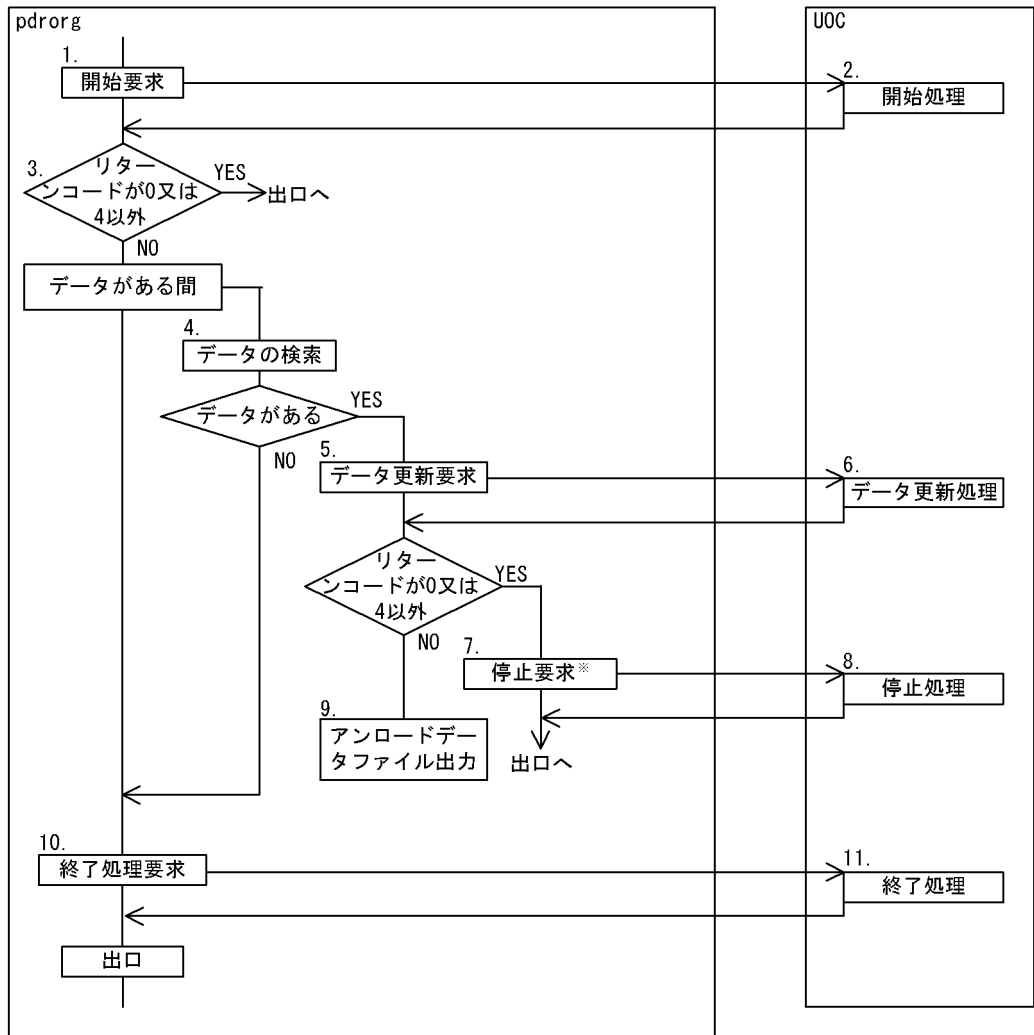 pdrorg
UOC
1.
開始要求
2.
開始処理
3.
リター
ンコードが0又は
4以外
YES
出口へ
NO
データがある間
4.
データの検索
データがある
YES
NO
5.
データ更新要求
6.
データ更新処理
リター
ンコードが0又は
4以外
YES
NO
7.
停止要求※
8.
停止処理
9.
アンロードデー
タファイル出力
出口へ
10.
終了処理要求
11.
終了処理
出口